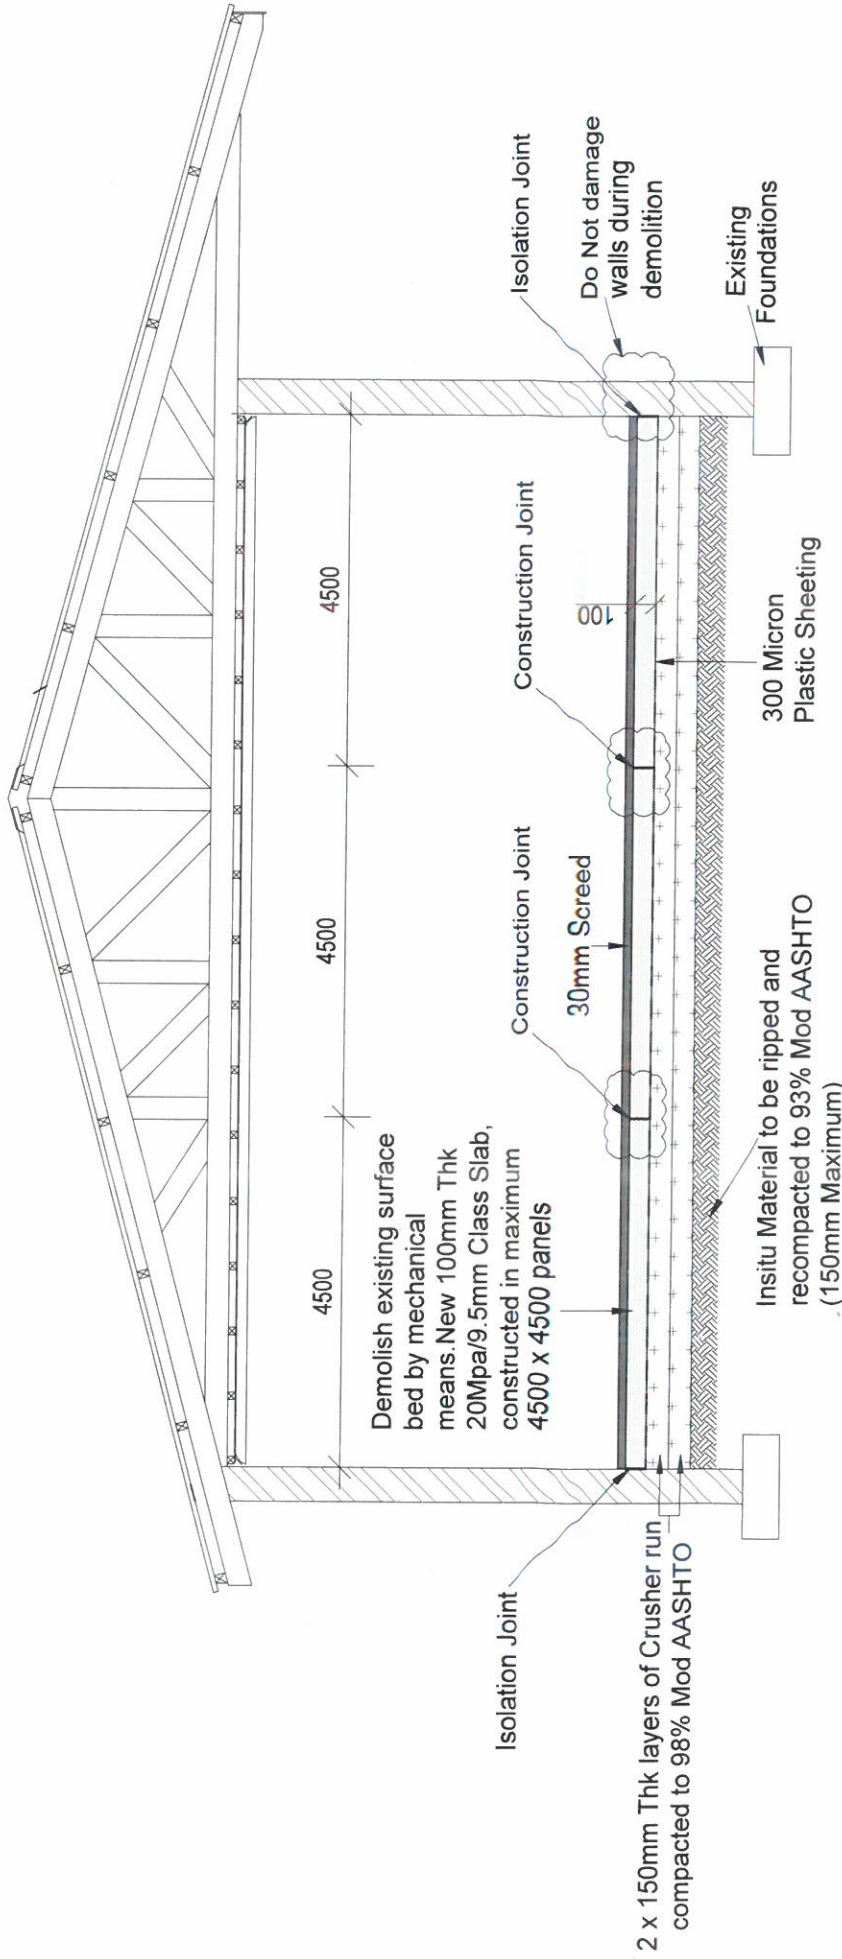 4500
4500
4500
Demolish existing surface
bed by mechanical
means.New 100mm Thk
20Mpa/9.5mm Class Slab,
constructed in maximum
4500 x 4500 panels
Isolation Joint
Construction Joint
30mm Screed
Construction Joint
100
Isolation Joint
Do Not damage
walls during
demolition
2 x 150mm Thk layers of Crusher run
compacted to 98% Mod AASHTO
Insitu Material to be ripped and
recompacted to 93% Mod AASHTO
(150mm Maximum)
300 Micron
Plastic Sheeting
Existing
Foundations